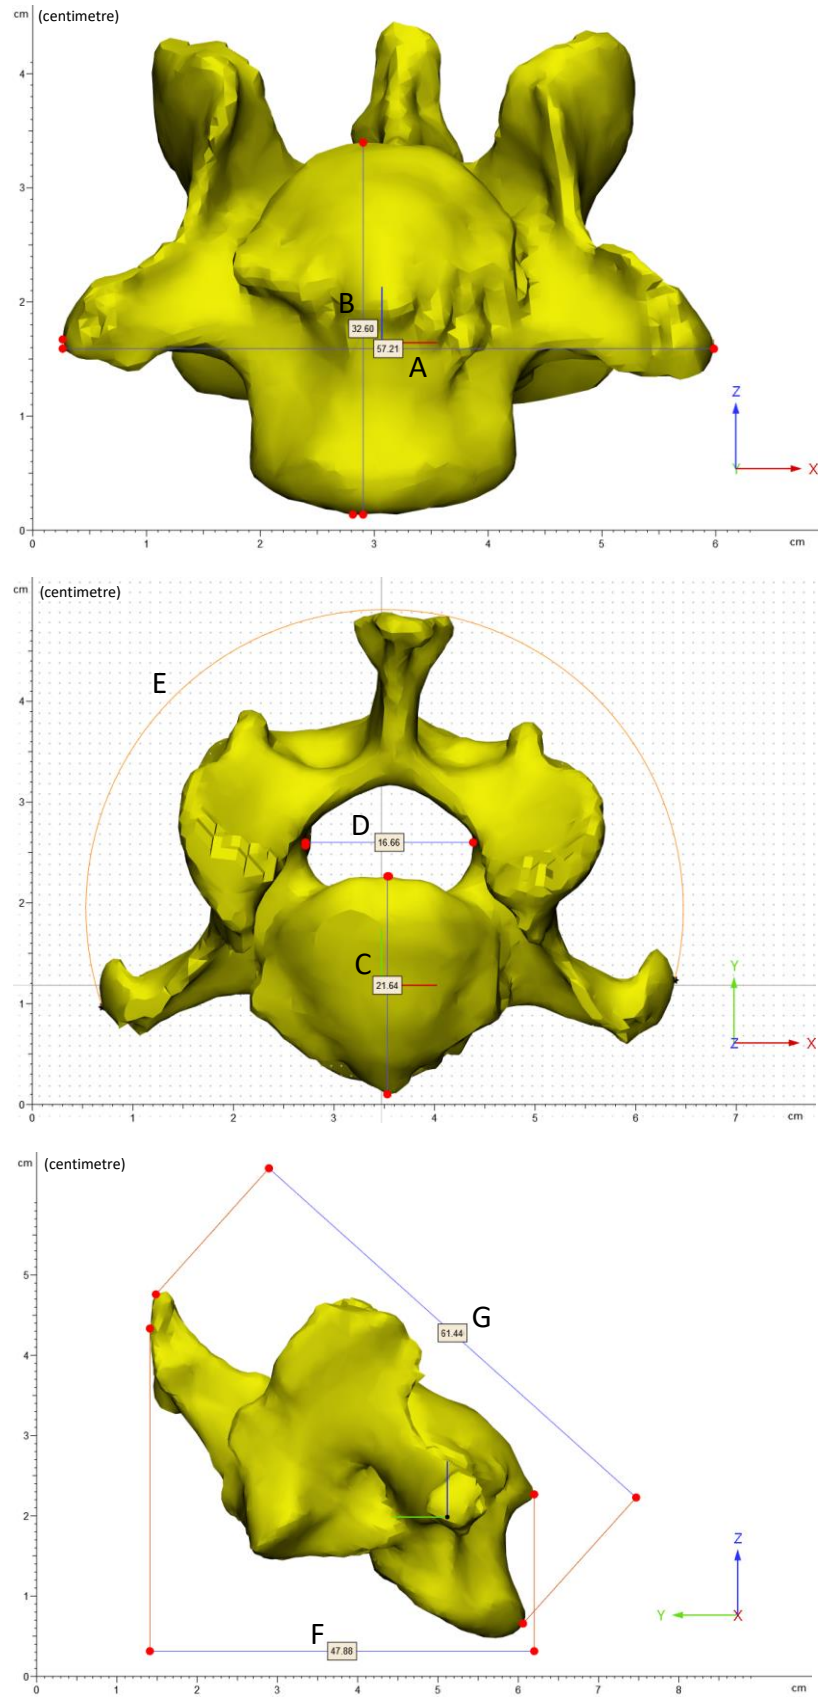 cm (centimetre)
4
3
B
32.60
2
57.21
A
1
Z
Y X
0
0 1 2 3 4 5 6 cm
cm (centimetre)
E
4
3
D
16.66
2
C
21.64
Y
1
Z X
0
0 1 2 3 4 5 6 7 cm
cm (centimetre)
5
G
61.44
4
3
2
Z
1
Y X
F
47.88
0
0 1 2 3 4 5 6 7 8 cm